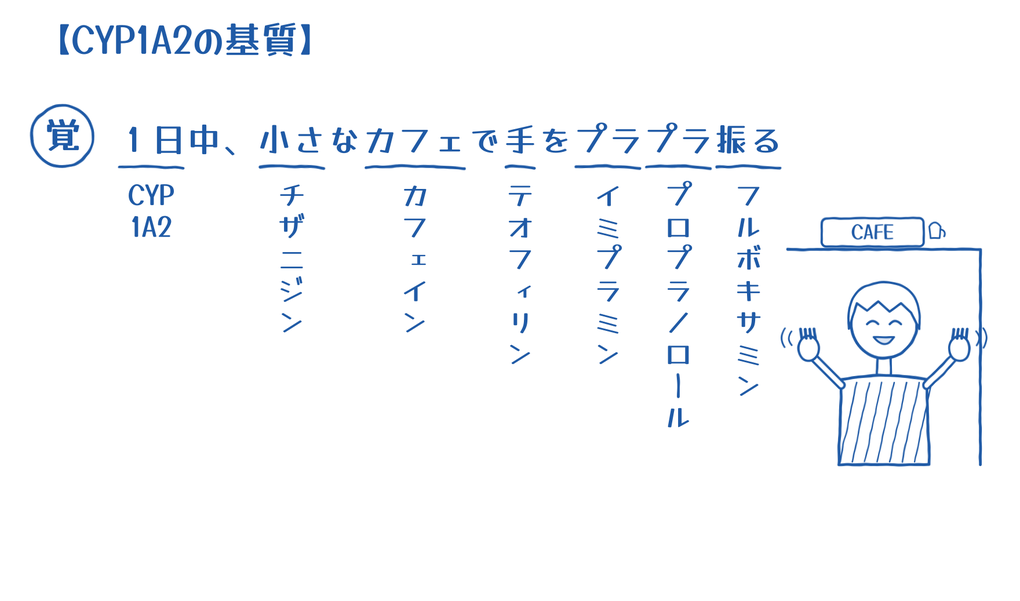 【CYP1A2の基質】
覚
1日中、小さなカフェで手をプラプラ振る
CYP
1A2
チザニジン
カフェイン
テオフィリン
イミプラミン
プロプラノロール
フルボキサミン
CAFE